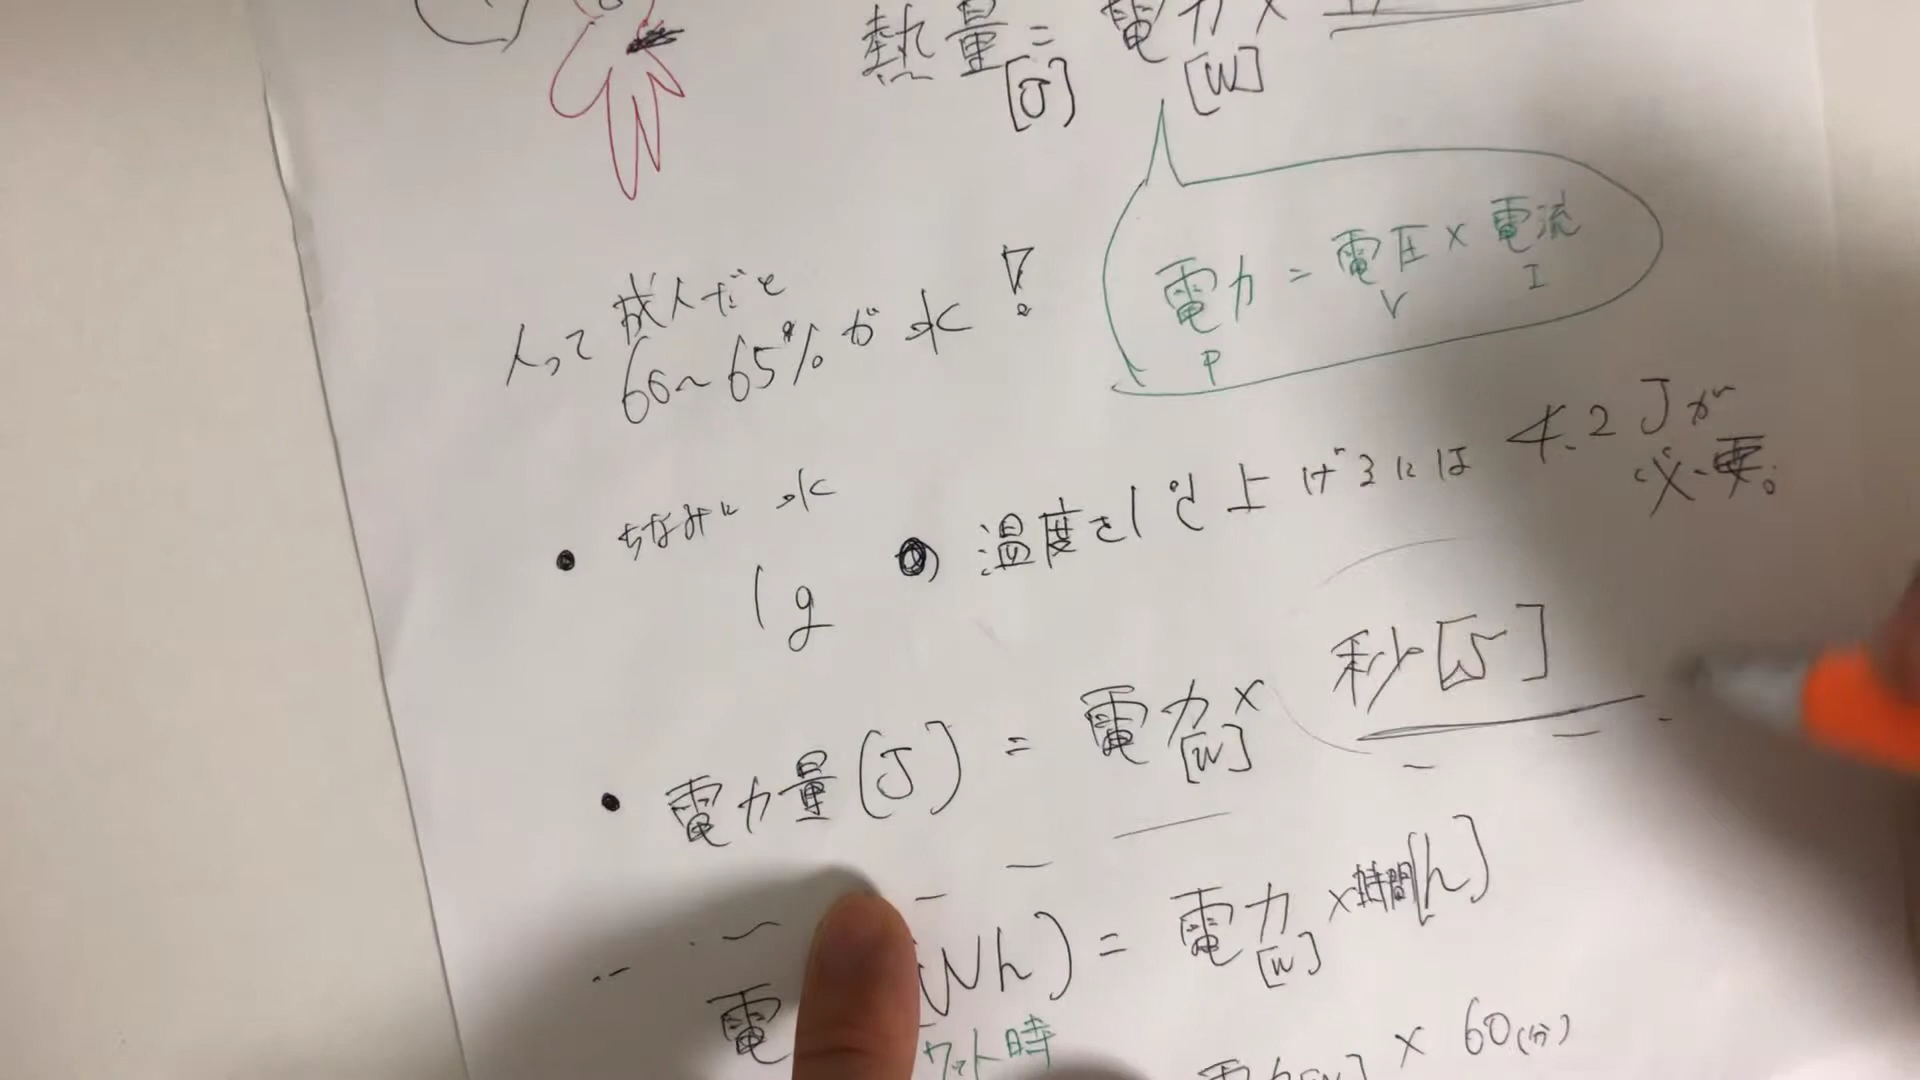 熱量 = 電力 ×
[J] [W]
電力 = 電圧 × 電流
P V I
人って 成人だと
60~65% が 水 !
・ ちなみに 水
1g の 温度を1℃上げるには 4.2Jが
必要。
・ 電力量(J) = 電力[W] × 秒[s]
電 Wh) = 電力[W] ×時間[h]
ワット時
× 60(分)